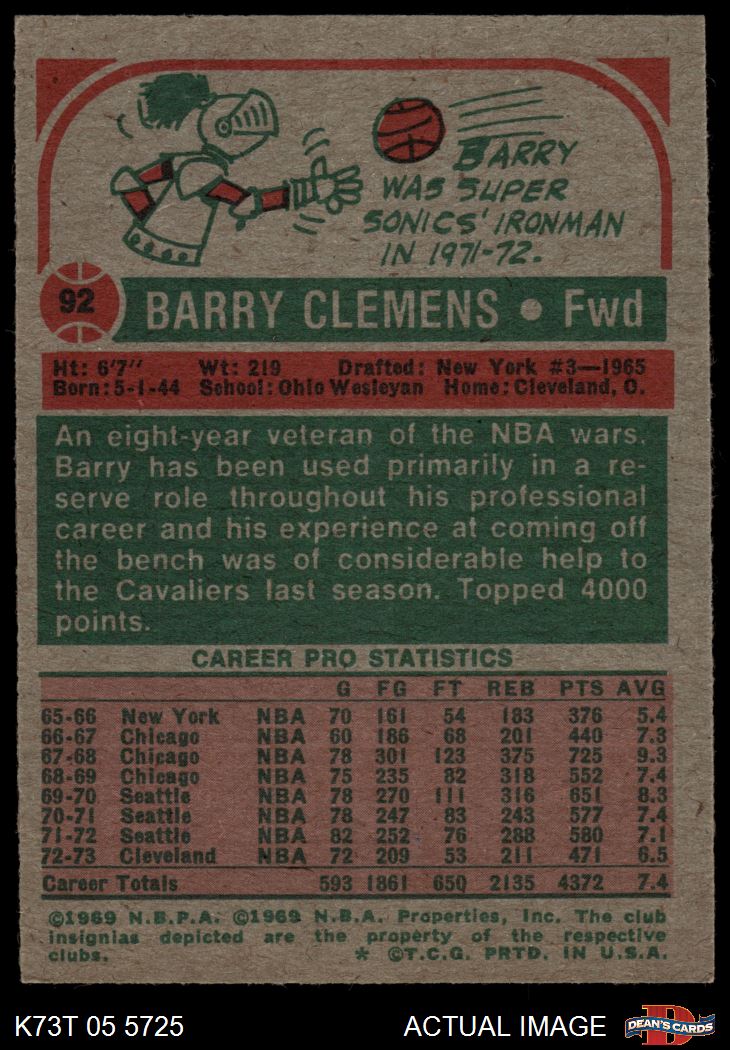 BARRY
WAS SUPER
SONICS' IRONMAN
IN 1971-72.
92 BARRY CLEMENS • Fwd
Ht: 6'7" Wt: 219 Drafted: New York #3—1965
Born: 5-1-44 School: Ohio Wesleyan Home: Cleveland, O.
An eight-year veteran of the NBA wars.
Barry has been used primarily in a re-
serve role throughout his professional
career and his experience at coming off
the bench was of considerable help to
the Cavaliers last season. Topped 4000
points.
CAREER PRO STATISTICS
G FG FT REB PTS AVG
65-66 New York NBA 70 161 54 183 376 5.4
66-67 Chicago NBA 60 186 68 201 440 7.3
67-68 Chicago NBA 78 301 123 375 725 9.3
68-69 Chicago NBA 75 235 82 318 552 7.4
69-70 Seattle NBA 78 270 111 316 651 8.3
70-71 Seattle NBA 78 247 83 243 577 7.4
71-72 Seattle NBA 82 252 76 288 580 7.1
72-73 Cleveland NBA 72 209 53 211 471 6.5
Career Totals 593 1861 650 2135 4372 7.4
©1969 N.B.P.A. ©1969 N.B.A. Properties, Inc. The club
insignias depicted are the property of the respective
clubs. * ©T.C.G. PRTD. IN U.S.A.
K73T 05 5725 ACTUAL IMAGE D DEAN'S CARDS